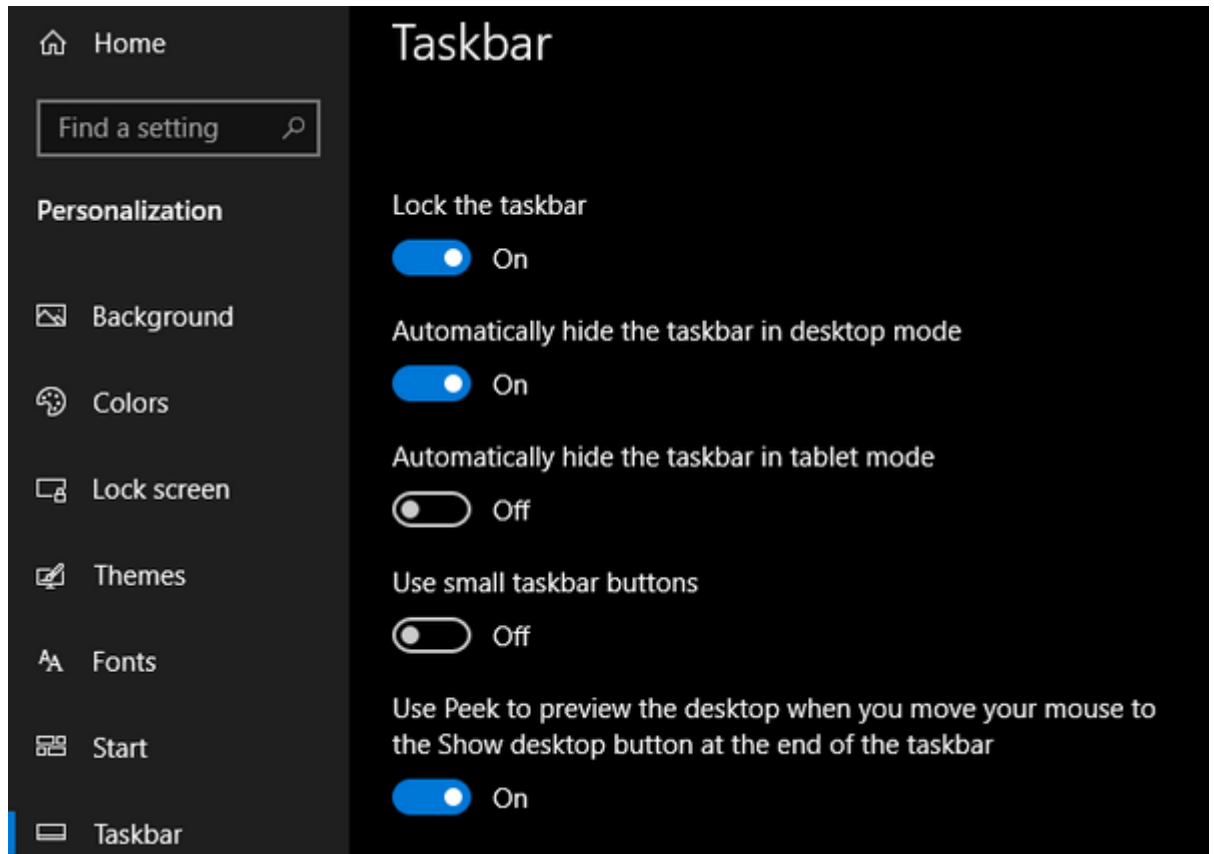 Home
Find a setting
Personalization
Background
Colors
Lock screen
Themes
Fonts
Start
Taskbar
Taskbar
Lock the taskbar
On
Automatically hide the taskbar in desktop mode
On
Automatically hide the taskbar in tablet mode
Off
Use small taskbar buttons
Off
Use Peek to preview the desktop when you move your mouse to
the Show desktop button at the end of the taskbar
On